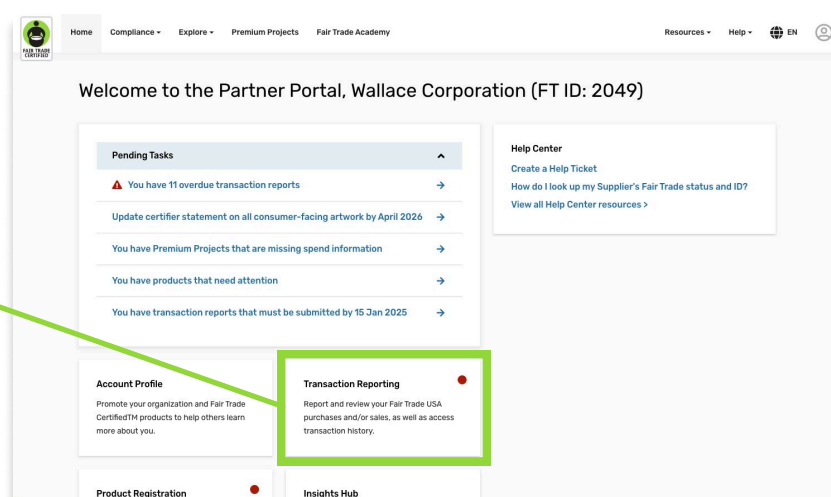 FAIR TRADE
CERTIFIED
Home Compliance Explore Premium Projects Fair Trade Academy Resources Help EN
Welcome to the Partner Portal, Wallace Corporation (FT ID: 2049)
Pending Tasks
You have 11 overdue transaction reports
Update certifier statement on all consumer-facing artwork by April 2026
You have Premium Projects that are missing spend information
You have products that need attention
You have transaction reports that must be submitted by 15 Jan 2025
Help Center
Create a Help Ticket
How do I look up my Supplier's Fair Trade status and ID?
View all Help Center resources >
Account Profile
Promote your organization and Fair Trade
CertifiedTM products to help others learn
more about you.
Transaction Reporting
Report and review your Fair Trade USA
purchases and/or sales, as well as access
transaction history.
Product Registration
Insights Hub